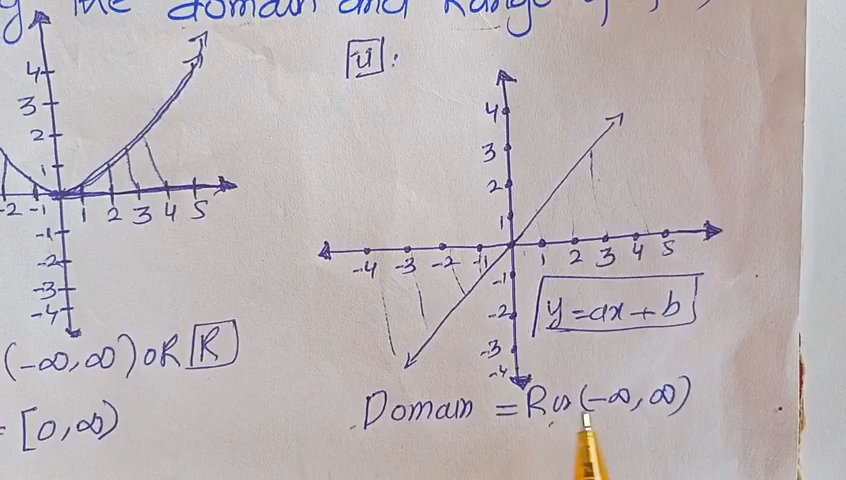 The domain and Range of
ii :
4
3
2
1
-2 -1 1 2 3 4 5
-1
-2
-3
-4
4
3
2
1
-4 -3 -2 -1 1 2 3 4 5
-1
-2
-3
-4
y = ax + b
(-∞, ∞) OR R
= [0, ∞)
Domain = R or (-∞, ∞)